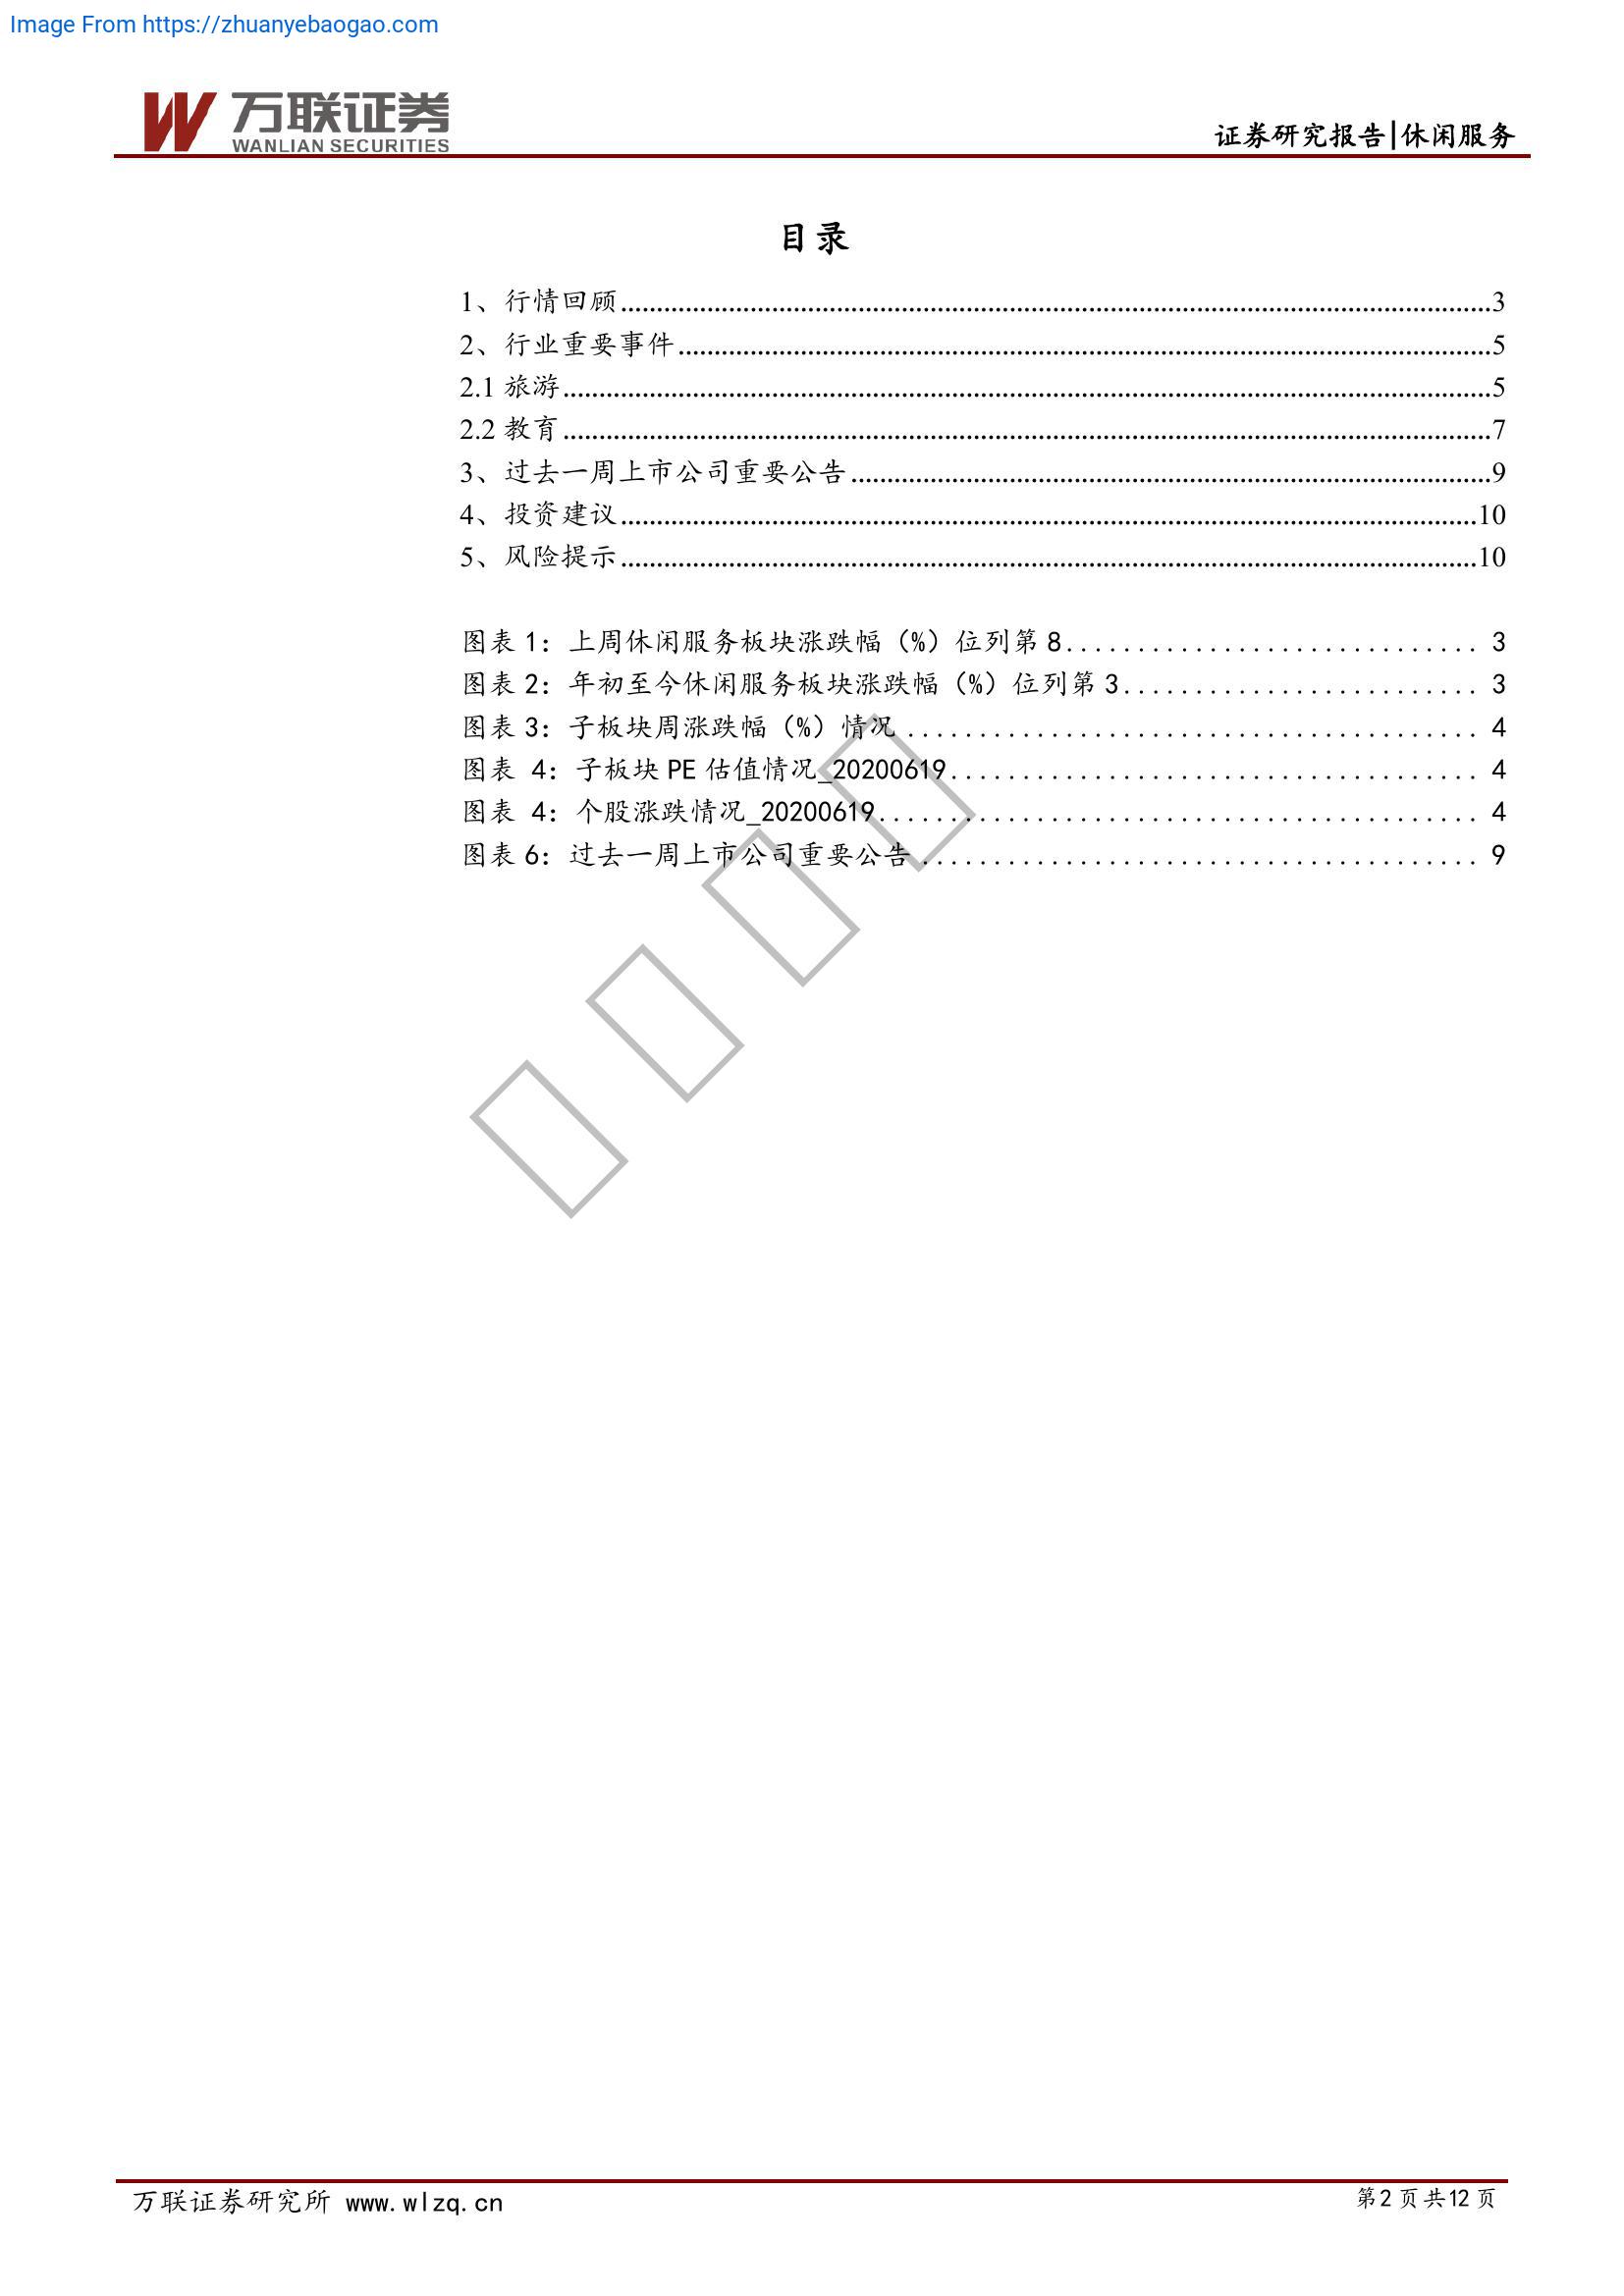 Image From https://zhuanyebaogao.com
万联证券
WANLIAN SECURITIES
证券研究报告|休闲服务
目录
1、行情回顾........................................3
2、行业重要事件........................................5
2.1 旅游........................................5
2.2 教育........................................7
3、过去一周上市公司重要公告........................................9
4、投资建议........................................10
5、风险提示........................................10
图表 1：上周休闲服务板块涨跌幅（%）位列第 8............................. 3
图表 2：年初至今休闲服务板块涨跌幅（%）位列第 3......................... 3
图表 3：子板块周涨跌幅（%）情况........................................ 4
图表 4：子板块 PE 估值情况_20200619..................................... 4
图表 4：个股涨跌情况_20200619.......................................... 4
图表 6：过去一周上市公司重要公告....................................... 9
万联证券研究所 www.wlzq.cn
第2页共12页